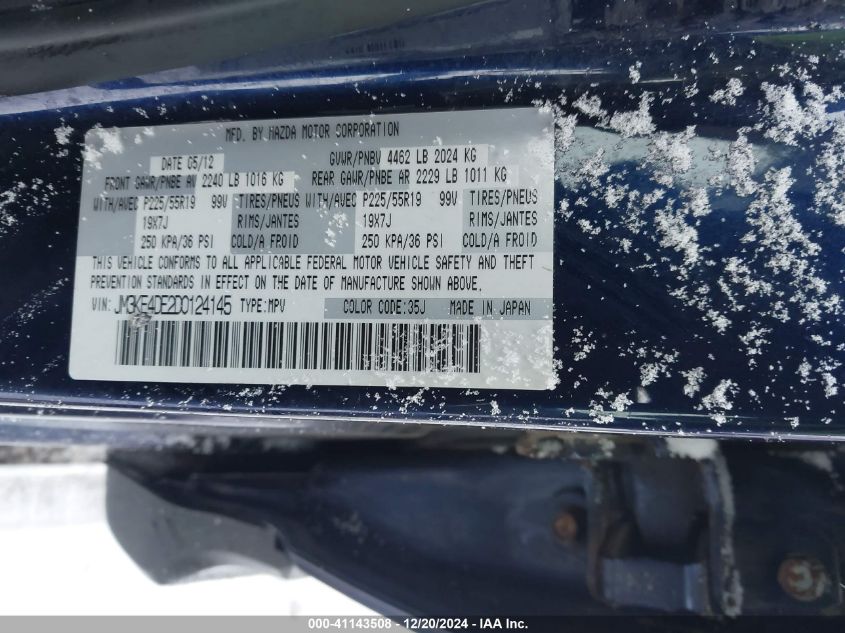 MFD. BY MAZDA MOTOR CORPORATION
DATE 05/12 GVWR/PNBV 4462 LB 2024 KG
FRONT GAWR/PNBE AV 2240 LB 1016 KG REAR GAWR/PNBE AR 2229 LB 1011 KG
WITH/AVEC P225/55R19 99V TIRES/PNEUS WITH/AVEC P225/55R19 99V TIRES/PNEUS
19X7J RIMS/JANTES 19X7J RIMS/JANTES
250 KPA/36 PSI COLD/A FROID 250 KPA/36 PSI COLD/A FROID
THIS VEHICLE CONFORMS TO ALL APPLICABLE FEDERAL MOTOR VEHICLE SAFETY AND THEFT
PREVENTION STANDARDS IN EFFECT ON THE DATE OF MANUFACTURE SHOWN ABOVE.
VIN: JM3KE4DE2D0124145 TYPE:MPV COLOR CODE:35J MADE IN JAPAN
000-41143508 - 12/20/2024 - IAA Inc.